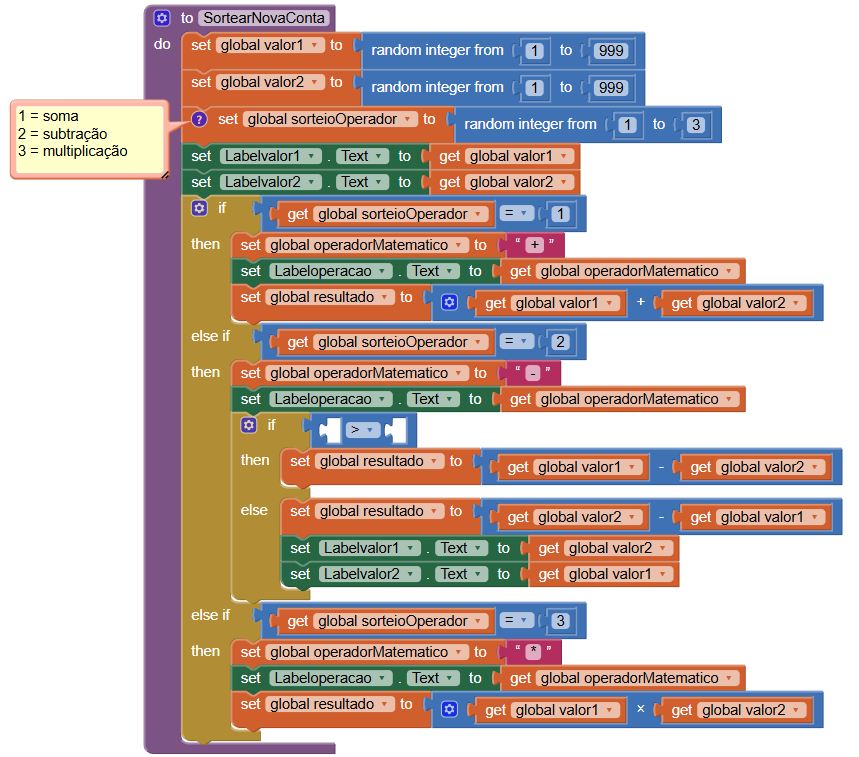 to SortearNovaConta
do set global valor1 to random integer from 1 to 999
set global valor2 to random integer from 1 to 999
1 = soma
2 = subtração
3 = multiplicação
? set global sorteioOperador to random integer from 1 to 3
set Labelvalor1 . Text to get global valor1
set Labelvalor2 . Text to get global valor2
if get global sorteioOperador = 1
then set global operadorMatematico to “ + ”
set Labeloperacao . Text to get global operadorMatematico
set global resultado to get global valor1 + get global valor2
else if get global sorteioOperador = 2
then set global operadorMatematico to “ - ”
set Labeloperacao . Text to get global operadorMatematico
if >
then set global resultado to get global valor1 - get global valor2
else set global resultado to get global valor2 - get global valor1
set Labelvalor1 . Text to get global valor2
set Labelvalor2 . Text to get global valor1
else if get global sorteioOperador = 3
then set global operadorMatematico to “ * ”
set Labeloperacao . Text to get global operadorMatematico
set global resultado to get global valor1 × get global valor2